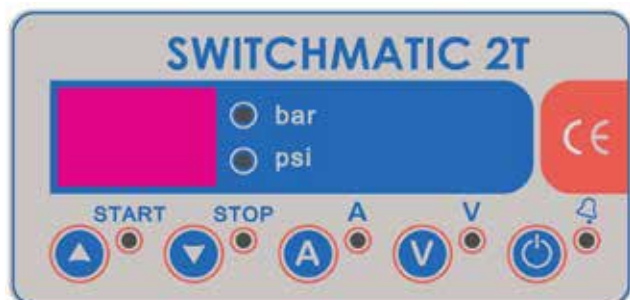 SWITCHMATIC 2T
bar
psi
CE
START STOP A V
A V